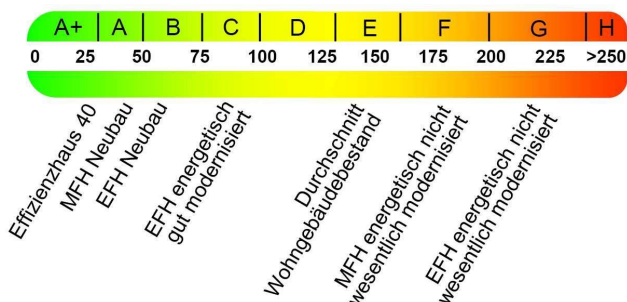 A+ A B C D E F G H
0 25 50 75 100 125 150 175 200 225 >250
Effizienzhaus 40
MFH Neubau
EFH Neubau
EFH energetisch
gut modernisiert
Durchschnitt
Wohngebäudebestand
MFH energetisch nicht
wesentlich modernisiert
EFH energetisch nicht
wesentlich modernisiert